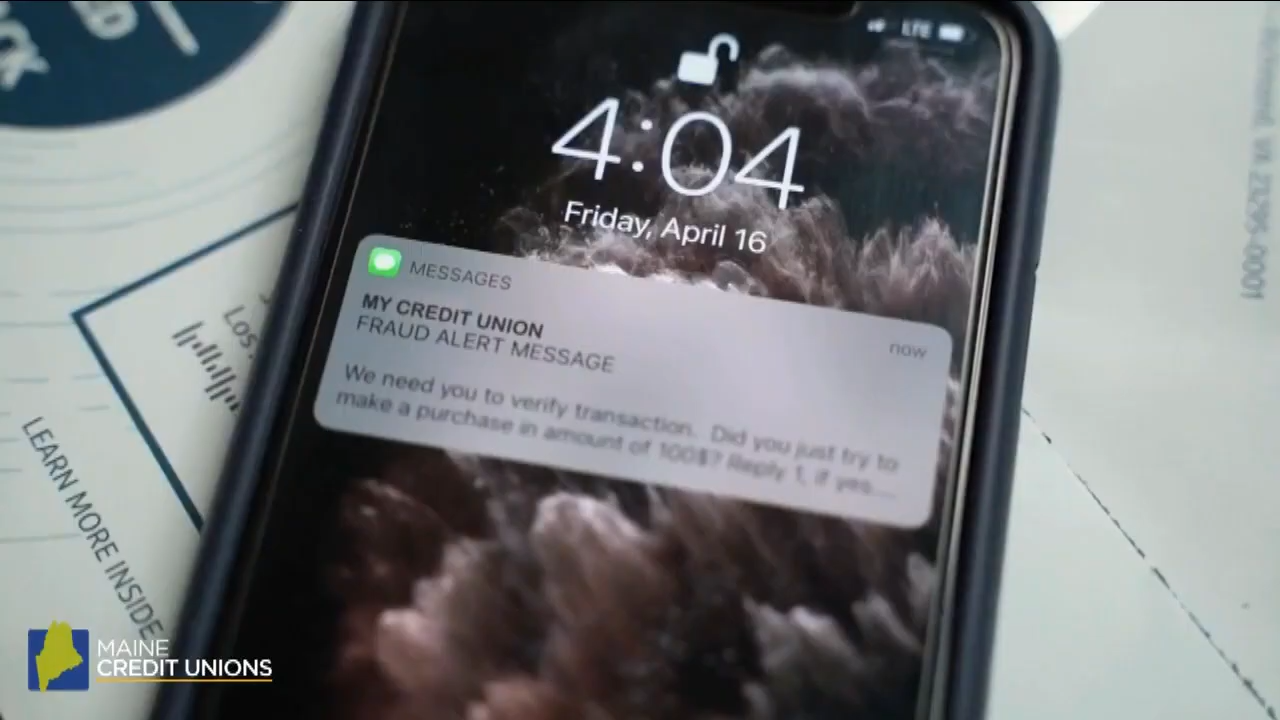 LTE
4:04
Friday, April 16
MESSAGES
now
MY CREDIT UNION
FRAUD ALERT MESSAGE
We need you to verify transaction. Did you just try to
make a purchase in amount of 100$? Reply 1, if yes....
LEARN MORE INSIDE
MAINE
CREDIT UNIONS